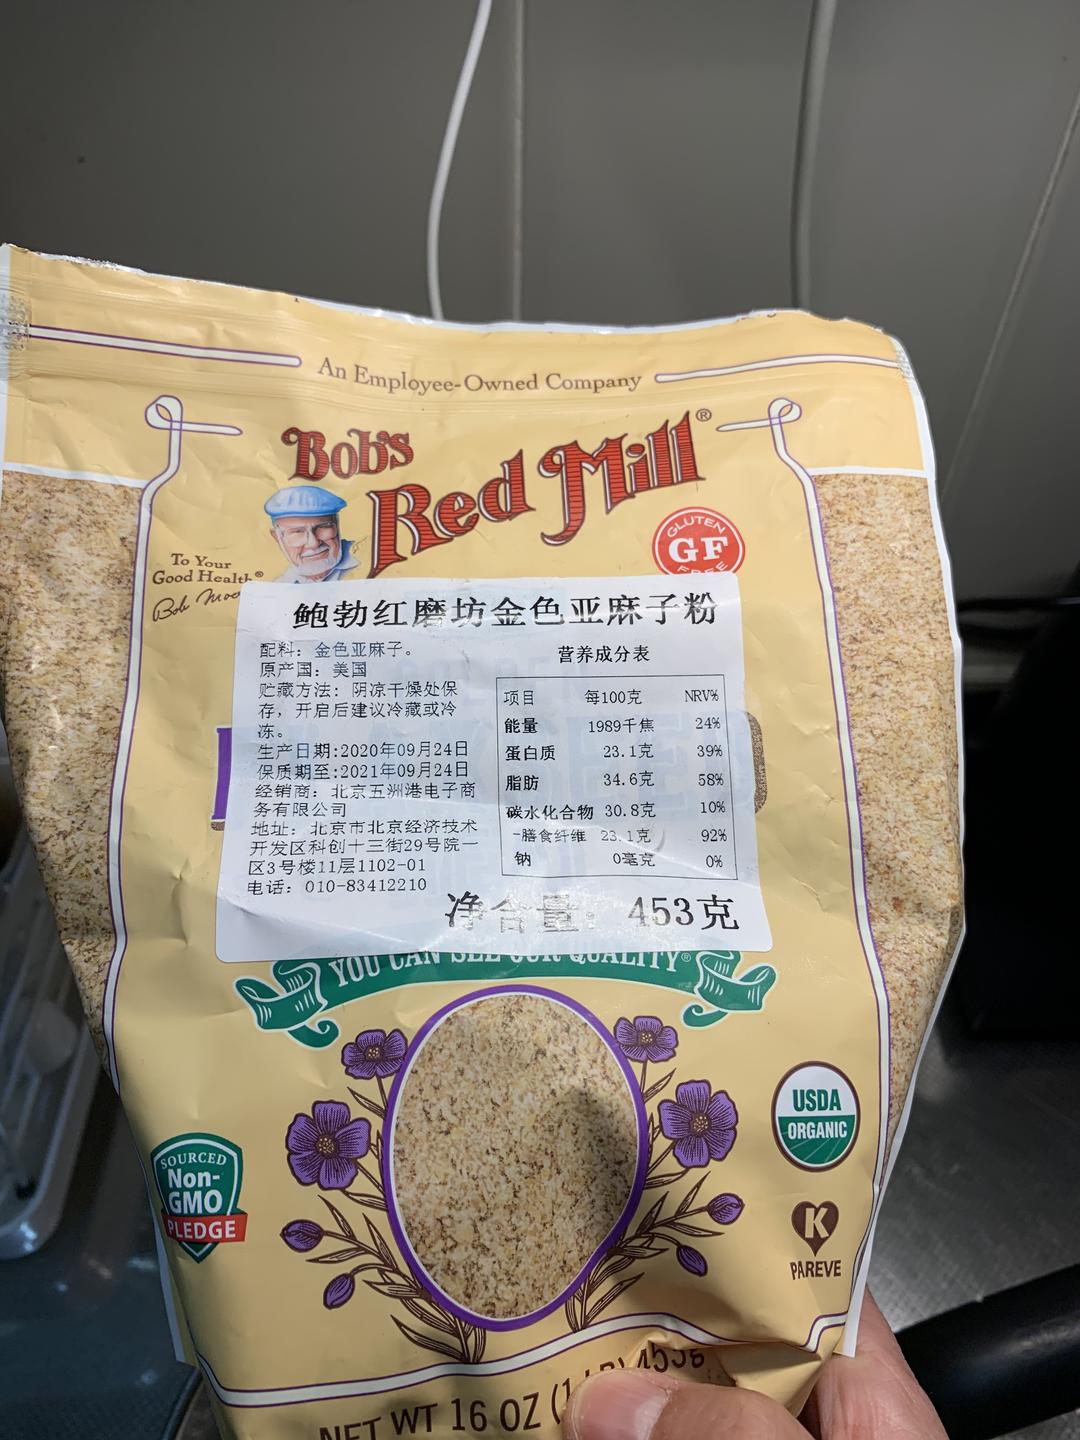 An Employee-Owned Company
Bob's
Red Mill®
GLUTEN
GF
FREE
To Your
Good Health®
Bob Moo
鲍勃红磨坊金色亚麻子粉
配料：金色亚麻子。
原产国：美国
贮藏方法：阴凉干燥处保
存，开启后建议冷藏或冷
冻。
生产日期:2020年09月24日
保质期至:2021年09月24日
经销商：北京五洲港电子商
务有限公司
地址：北京市北京经济技术
开发区科创十三街29号院一
区3号楼11层1102-01
电话：010-83412210
营养成分表
项目 每100克 NRV%
能量 1989千焦 24%
蛋白质 23.1克 39%
脂肪 34.6克 58%
碳水化合物 30.8克 10%
-膳食纤维 23.1克 92%
钠 0毫克 0%
净含量：453克
YOU CAN SEE OUR QUALITY®
USDA
ORGANIC
SOURCED
Non-
GMO
PLEDGE
K
PAREVE
NET WT 16 OZ (1 LB) 453g